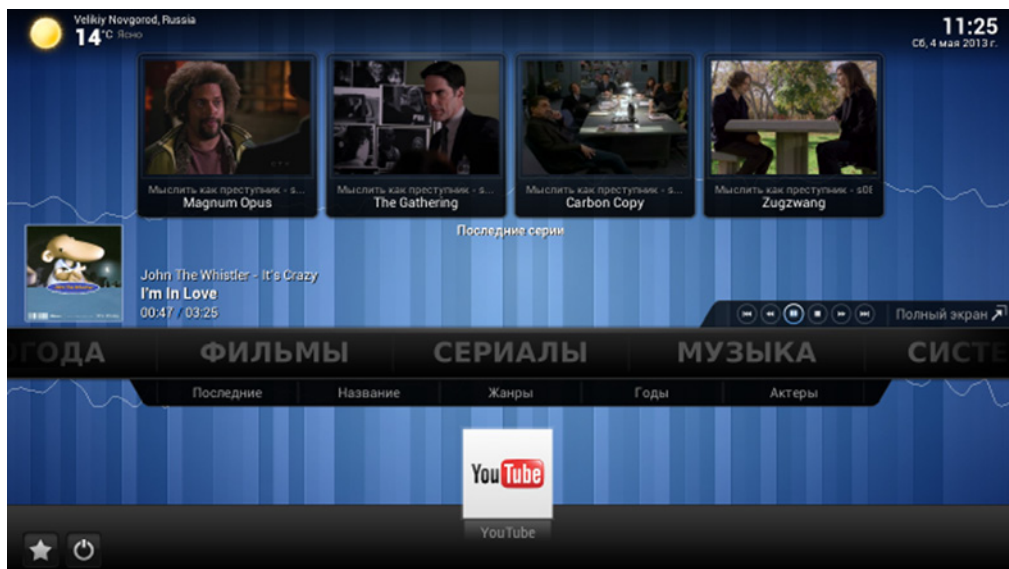 Velikiy Novgorod, Russia
14°C Ясно
11:25
Сб, 4 мая 2013 г.
Мыслить как преступник - s...
Magnum Opus
Мыслить как преступник - s...
The Gathering
Мыслить как преступник - s...
Carbon Copy
Мыслить как преступник - s08
Zugzwang
Последние серии
John The Whistler - It's Crazy
I'm In Love
00:47 / 03:25
Полный экран
ОГОДА ФИЛЬМЫ СЕРИАЛЫ МУЗЫКА СИСТЕ
Последние Название Жанры Годы Актеры
YouTube
YouTube